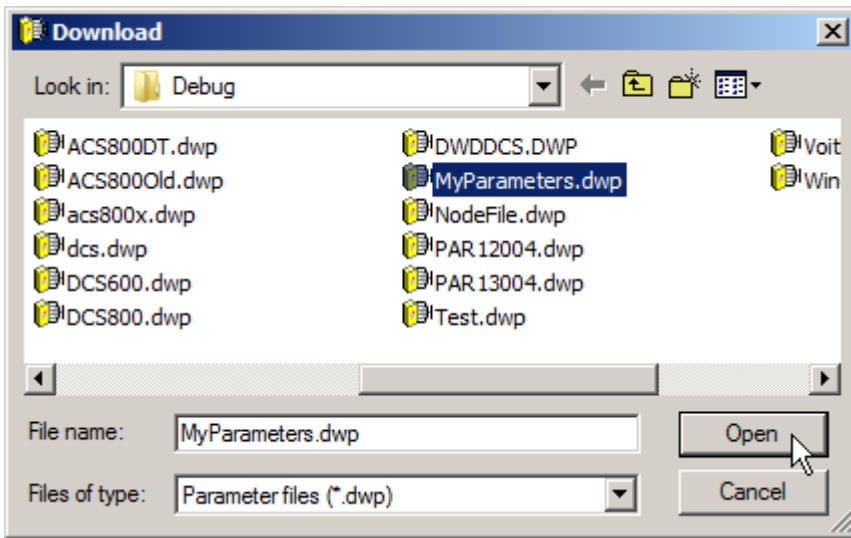 Download
Look in: Debug
ACS800DT.dwp
ACS800Old.dwp
acs800x.dwp
dcs.dwp
DCS600.dwp
DCS800.dwp
DWDDCS.DWP
MyParameters.dwp
NodeFile.dwp
PAR12004.dwp
PAR13004.dwp
Test.dwp
Voit
Win
File name: MyParameters.dwp Open
Files of type: Parameter files (*.dwp) Cancel